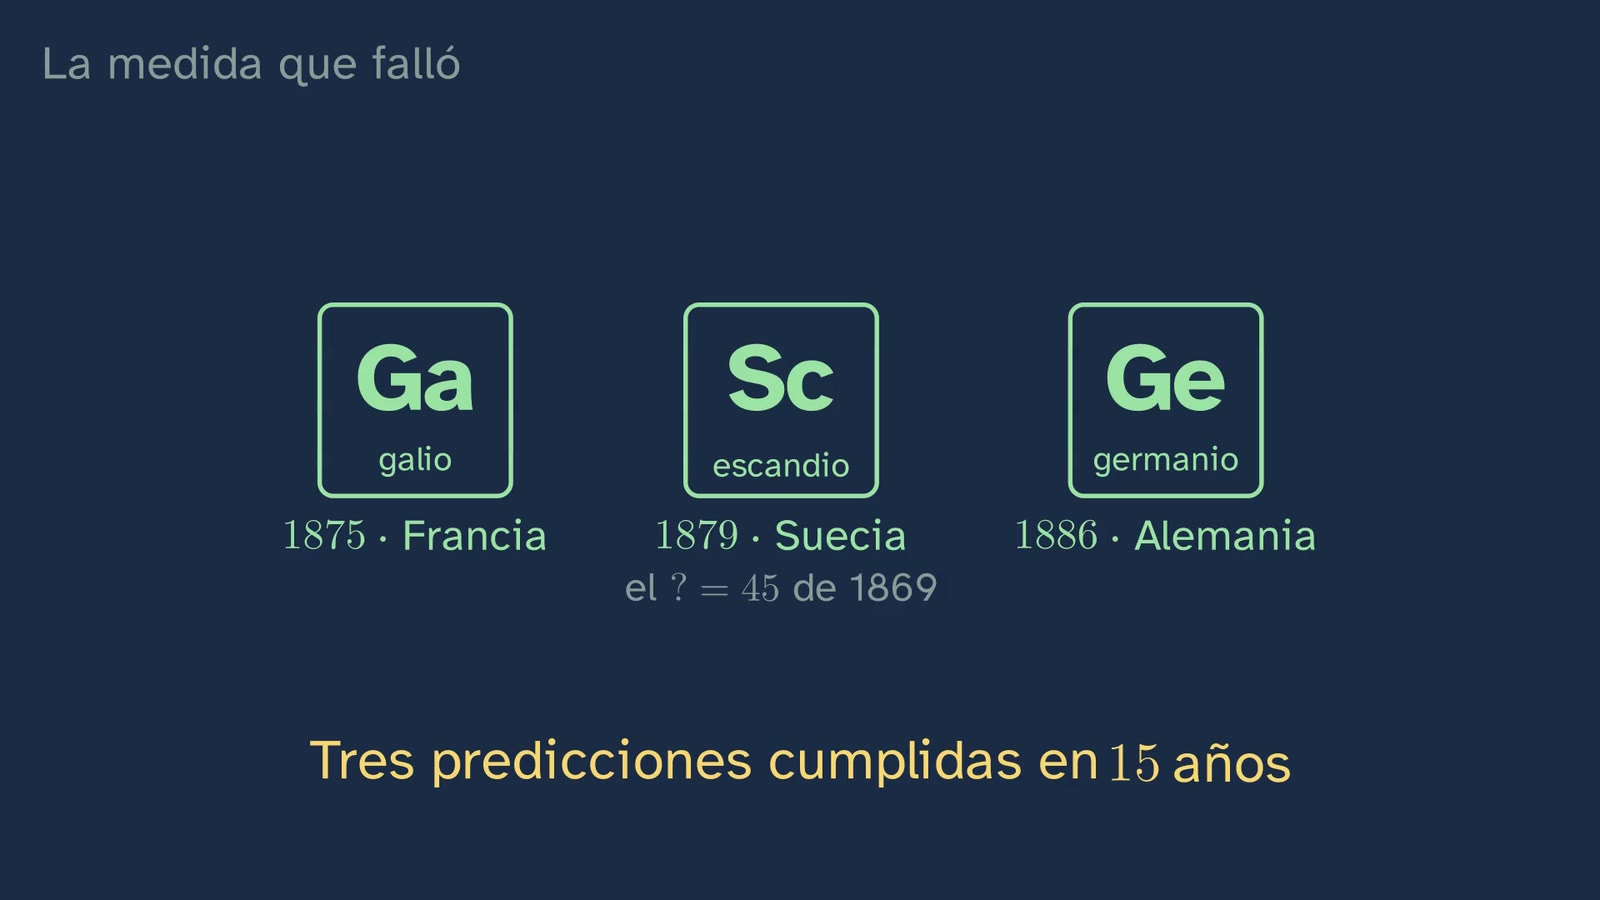 La medida que falló
Ga
galio
1875 · Francia
Sc
escandio
1879 · Suecia
el ? = 45 de 1869
Ge
germanio
1886 · Alemania
Tres predicciones cumplidas en 15 años